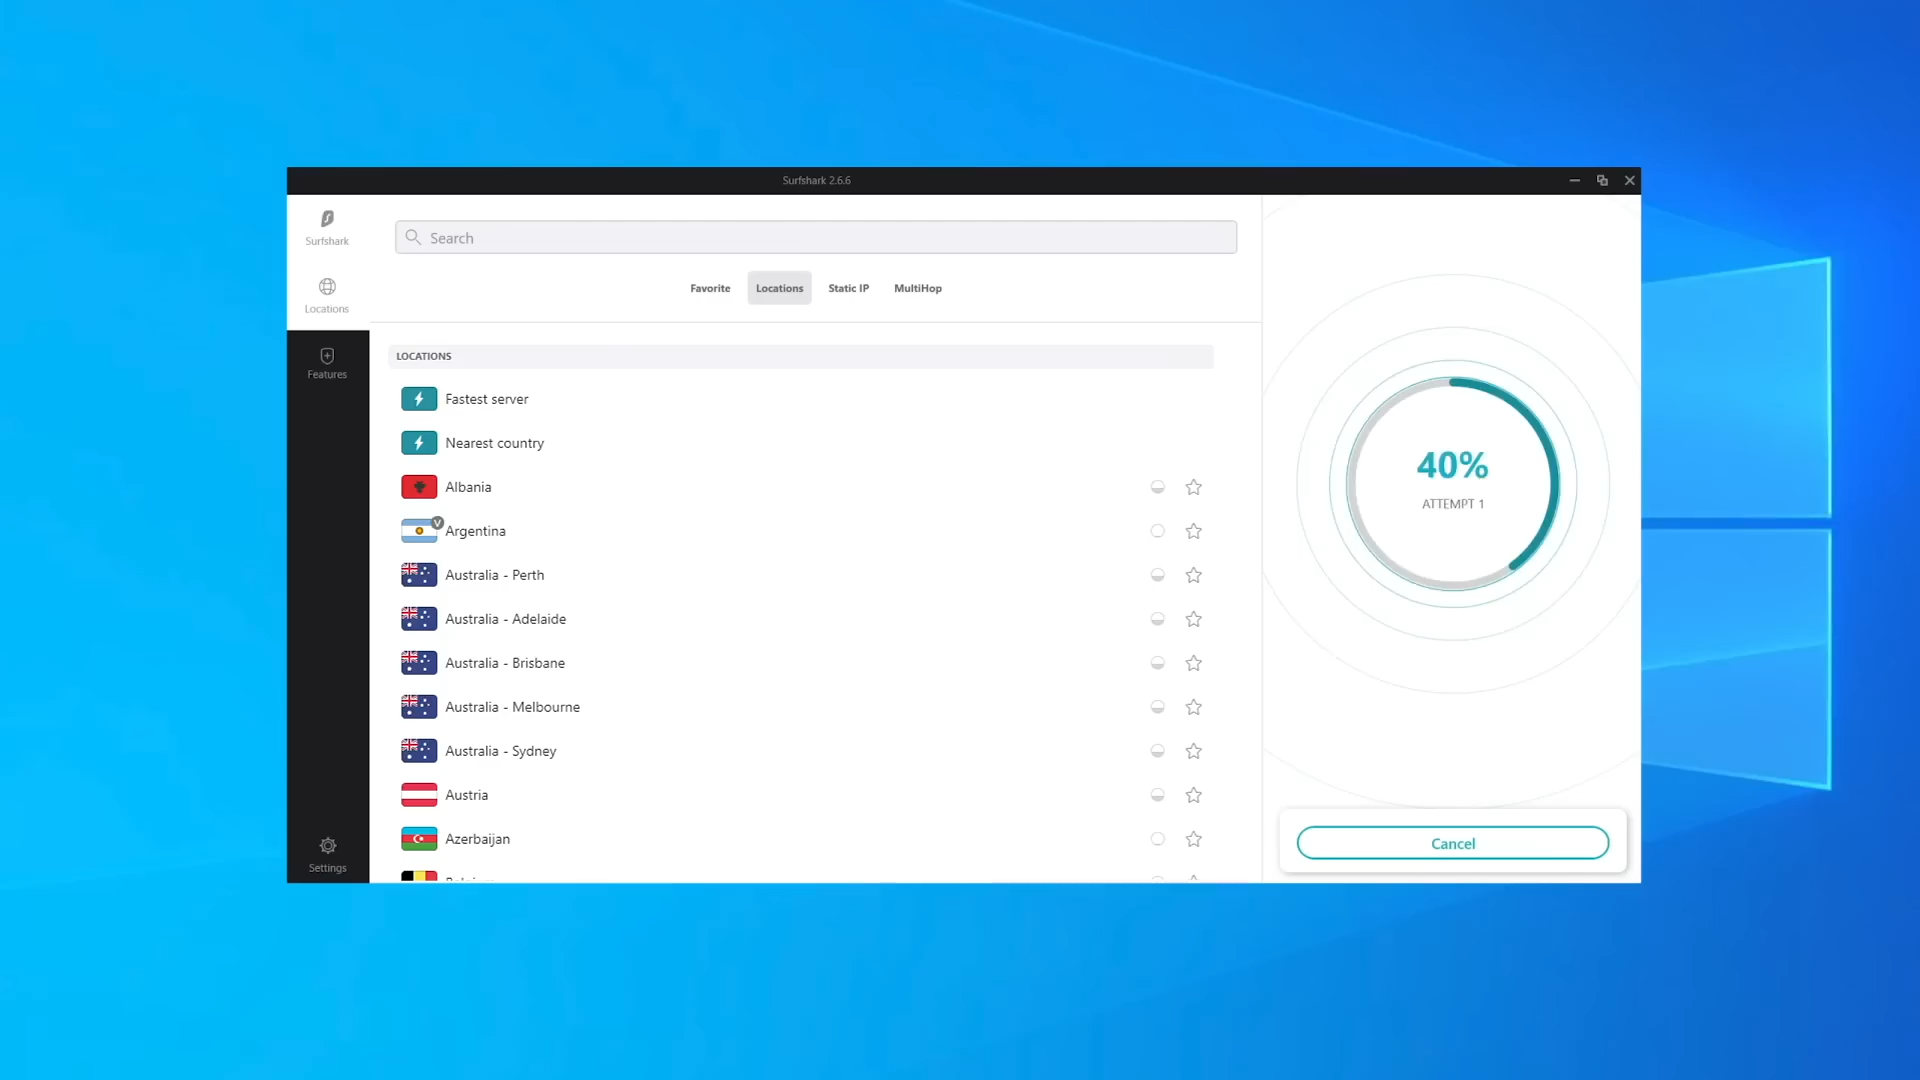 Surfshark 2.6.6
Surfshark
Search
Locations
Favorite Locations Static IP MultiHop
LOCATIONS
Features
Fastest server
Nearest country
Albania
V
Argentina
Australia - Perth
Australia - Adelaide
Australia - Brisbane
Australia - Melbourne
Australia - Sydney
Austria
Azerbaijan
Settings
40%
ATTEMPT 1
Cancel